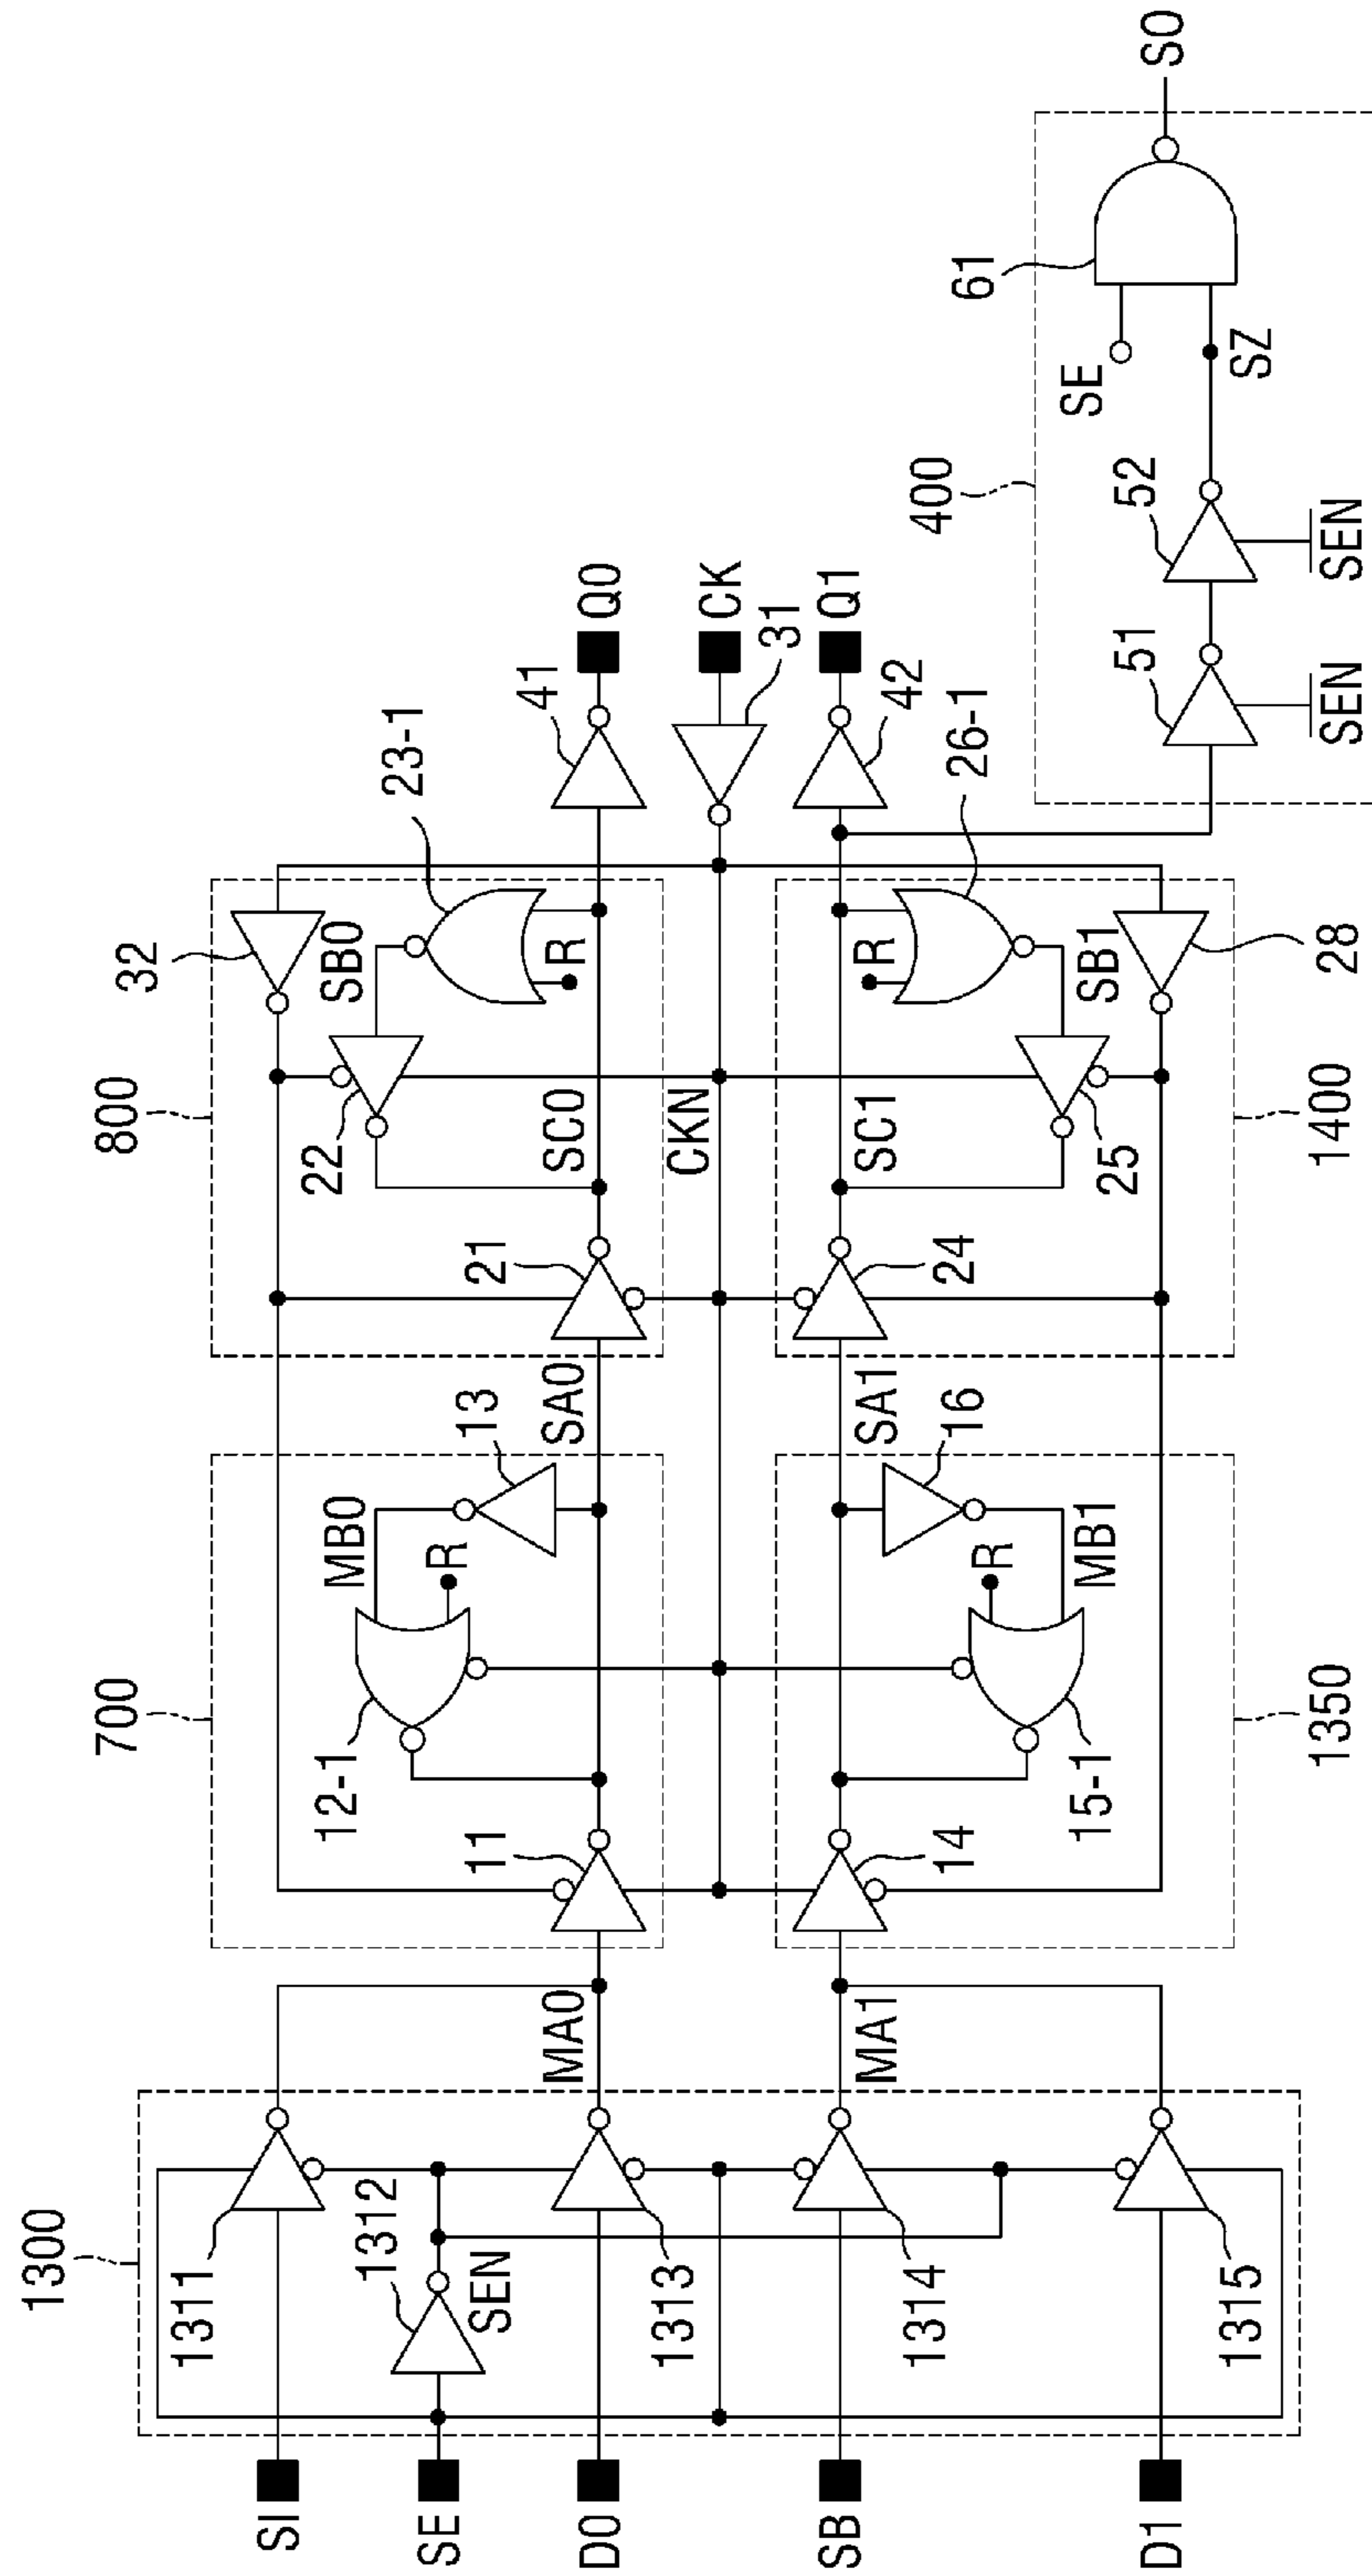 1300
700
800
SI
SE
D0
SB
D1
1311
1312
SEN
1313
1314
1315
MA0
MA1
11
12-1
MB0
R
13
SA0
14
15-1
MB1
R
16
SA1
1350
21
22
SB0
32
SC0
23-1
R
CKN
24
25
SB1
28
SC1
26-1
R
1400
41
Q0
CK
31
42
Q1
400
51
SEN
52
SEN
SE
SZ
61
SO